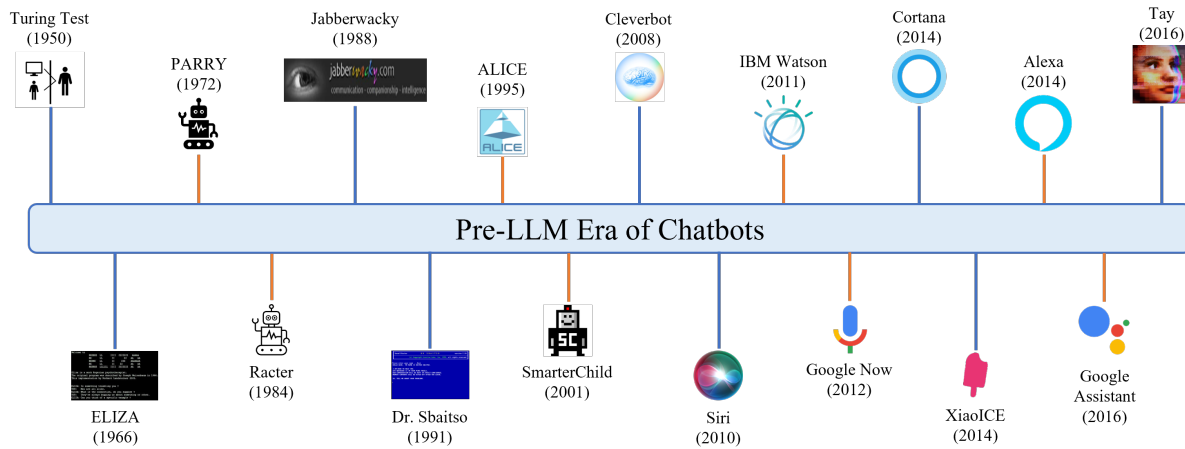 Turing Test
(1950)
PARRY
(1972)
Jabberwacky
(1988)
jabberwacky.com
communication - companionship - intelligence
ALICE
(1995)
ALICE
Cleverbot
(2008)
IBM Watson
(2011)
Cortana
(2014)
Alexa
(2014)
Tay
(2016)
Pre-LLM Era of Chatbots
ELIZA
(1966)
Racter
(1984)
Dr. Sbaitso
(1991)
SC
SmarterChild
(2001)
Siri
(2010)
Google Now
(2012)
XiaoICE
(2014)
Google
Assistant
(2016)